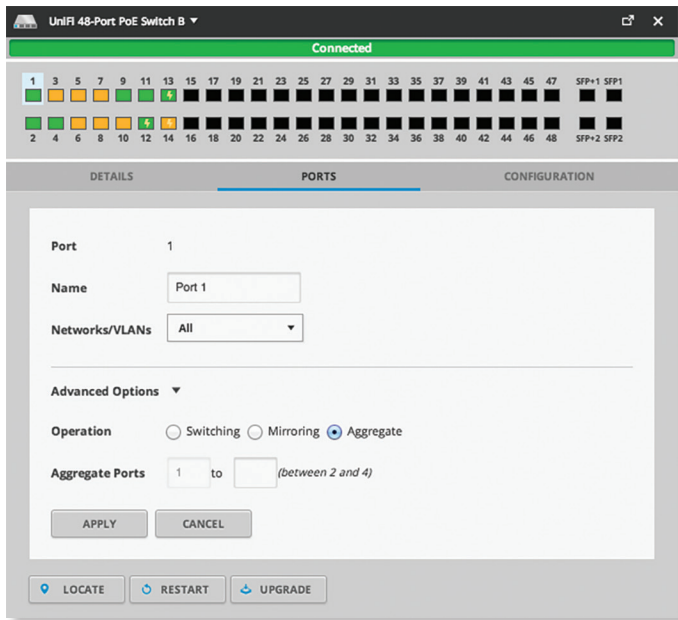 UniFi 48-Port PoE Switch B
Connected
1 3 5 7 9 11 13 15 17 19 21 23 25 27 29 31 33 35 37 39 41 43 45 47 SFP+1 SFP1
2 4 6 8 10 12 14 16 18 20 22 24 26 28 30 32 34 36 38 40 42 44 46 48 SFP+2 SFP2
DETAILS PORTS CONFIGURATION
Port 1
Name Port 1
Networks/VLANs All
Advanced Options
Operation Switching Mirroring Aggregate
Aggregate Ports 1 to (between 2 and 4)
APPLY CANCEL
LOCATE RESTART UPGRADE